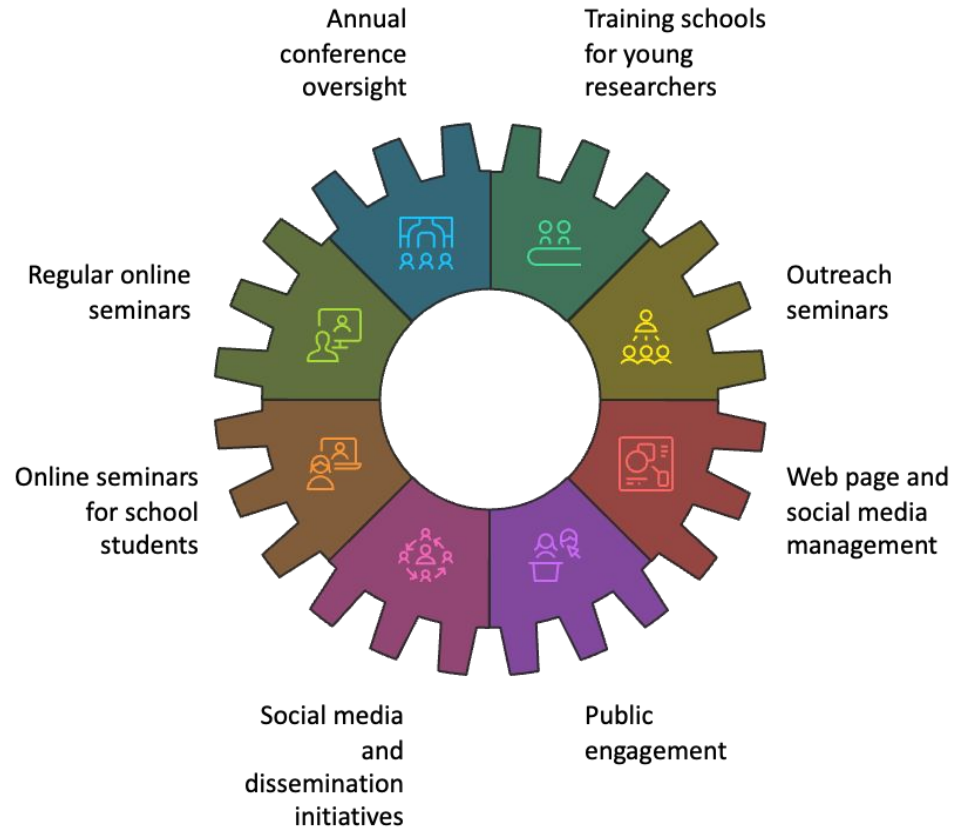 Annual
conference
oversight
Training schools
for young
researchers
Regular online
seminars
Outreach
seminars
Online seminars
for school
students
Web page and
social media
management
Social media
and
dissemination
initiatives
Public
engagement